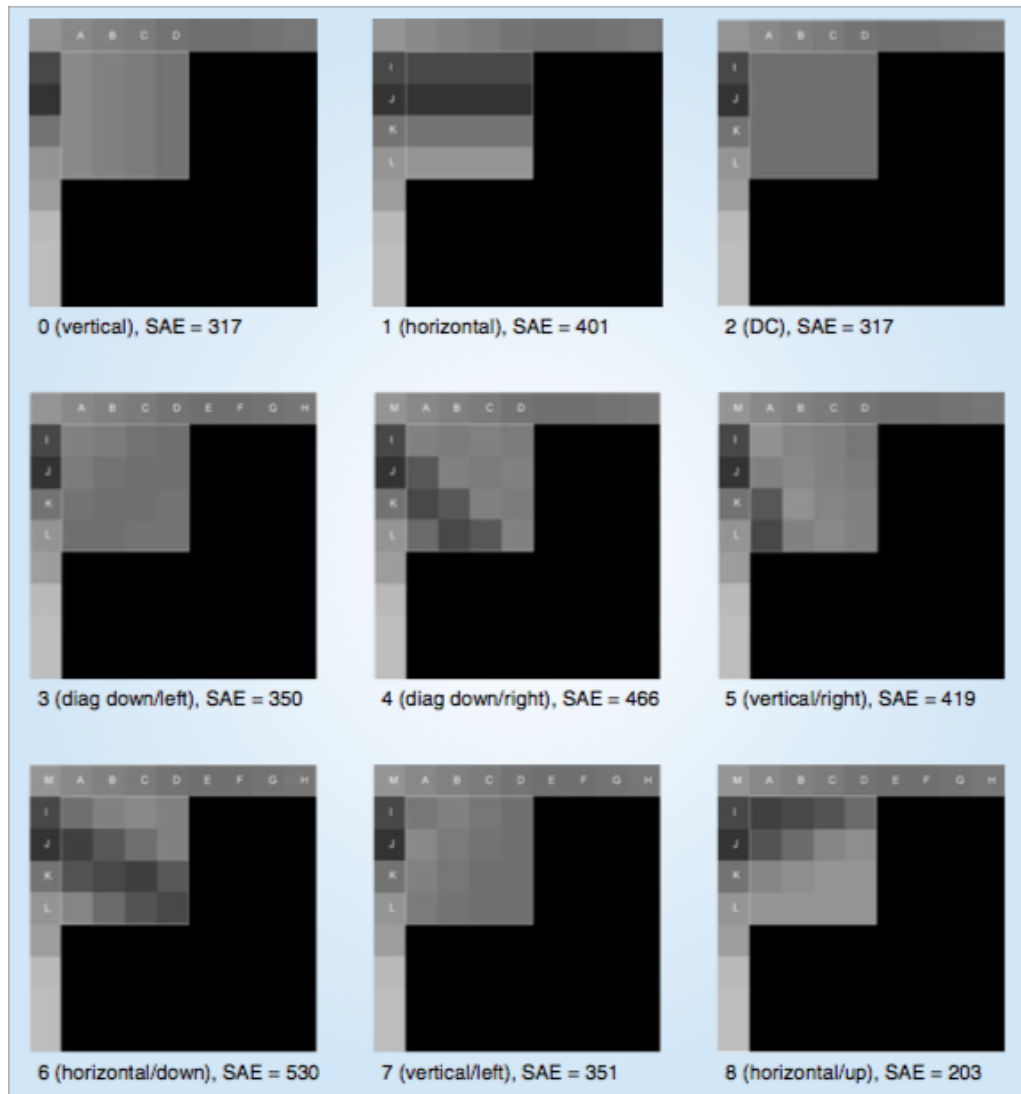 A B C D
I
J
K
L
A B C D
I
J
K
L
0 (vertical), SAE = 317
1 (horizontal), SAE = 401
2 (DC), SAE = 317
A B C D E F G H
I
J
K
L
M A B C D
I
J
K
L
M A B C D
I
J
K
L
3 (diag down/left), SAE = 350
4 (diag down/right), SAE = 466
5 (vertical/right), SAE = 419
M A B C D E F G H
I
J
K
L
M A B C D E F G H
I
J
K
L
M A B C D E F G H
I
J
K
L
6 (horizontal/down), SAE = 530
7 (vertical/left), SAE = 351
8 (horizontal/up), SAE = 203